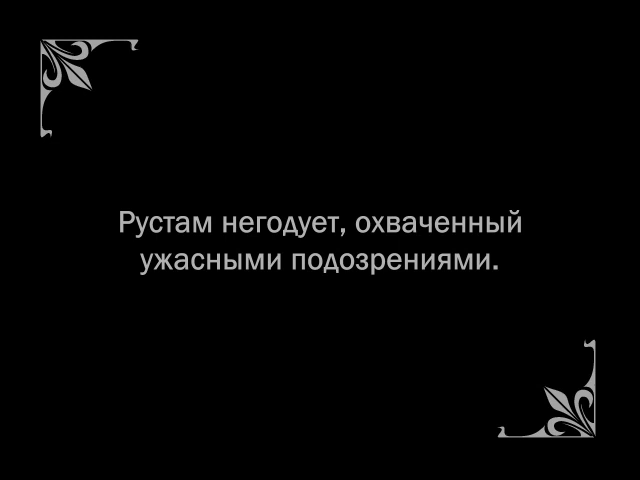 Рустам негодует, охваченный
ужасными подозрениями.